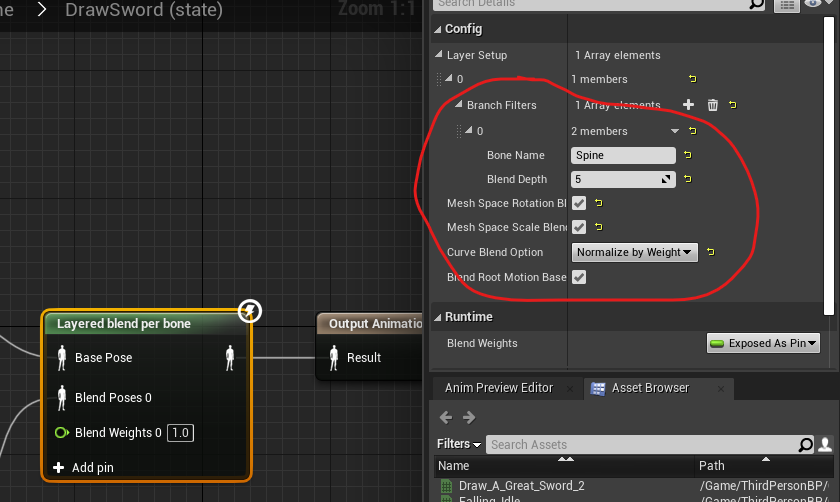 ne > DrawSword (state)
Zoom 1:1
Search Details
Config
Layer Setup 1 Array elements
0 1 members
Branch Filters 1 Array elements
0 2 members
Bone Name Spine
Blend Depth 5
Mesh Space Rotation Bl
Mesh Space Scale Blen
Curve Blend Option Normalize by Weight
Blend Root Motion Base
Runtime
Blend Weights Exposed As Pin
Layered blend per bone
Base Pose
Blend Poses 0
Blend Weights 0 1.0
Add pin
Output Animatio
Result
Anim Preview Editor Asset Browser
Filters Search Assets
Name Path
Draw_A_Great_Sword_2 /Game/ThirdPersonBP/
Falling_Idle /Game/ThirdPersonBP/